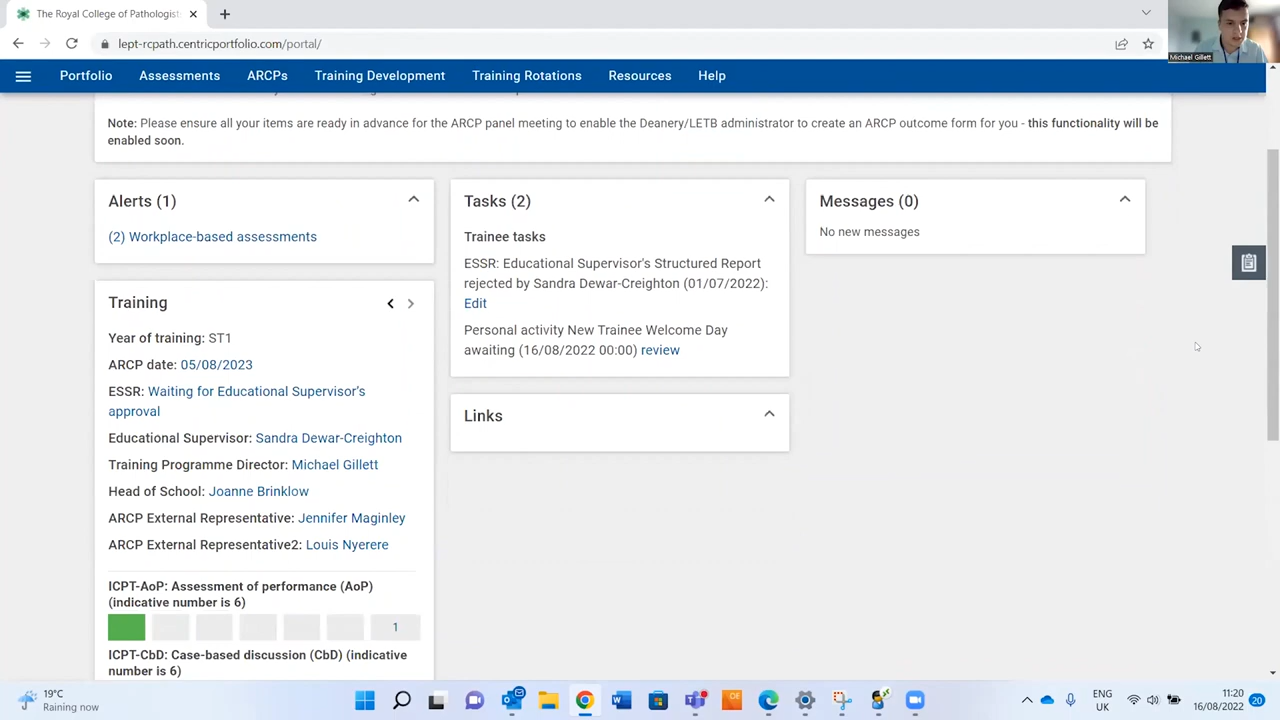 The Royal College of Pathologist
lept-rcpath.centricportfolio.com/portal/
Michael Gillett
Portfolio
Assessments
ARCPs
Training Development
Training Rotations
Resources
Help
Note: Please ensure all your items are ready in advance for the ARCP panel meeting to enable the Deanery/LETB administrator to create an ARCP outcome form for you - this functionality will be
enabled soon.
Alerts (1)
(2) Workplace-based assessments
Training
Year of training: ST1
ARCP date: 05/08/2023
ESSR: Waiting for Educational Supervisor's
approval
Educational Supervisor: Sandra Dewar-Creighton
Training Programme Director: Michael Gillett
Head of School: Joanne Brinklow
ARCP External Representative: Jennifer Maginley
ARCP External Representative2: Louis Nyerere
ICPT-AoP: Assessment of performance (AoP)
(indicative number is 6)
1
ICPT-CbD: Case-based discussion (CbD) (indicative
number is 6)
Tasks (2)
Trainee tasks
ESSR: Educational Supervisor's Structured Report
rejected by Sandra Dewar-Creighton (01/07/2022):
Edit
Personal activity New Trainee Welcome Day
awaiting (16/08/2022 00:00) review
Links
Messages (0)
No new messages
19°C
Raining now
ENG
UK
11:20
16/08/2022
20